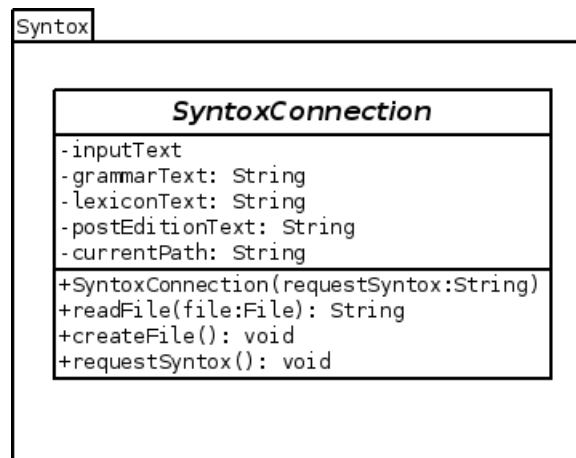 Syntox
SyntoxConnection
-inputText
-grammarText: String
-lexiconText: String
-postEditionText: String
-currentPath: String
+SyntoxConnection(requestSyntox:String)
+readFile(file:File): String
+createFile(): void
+requestSyntox(): void